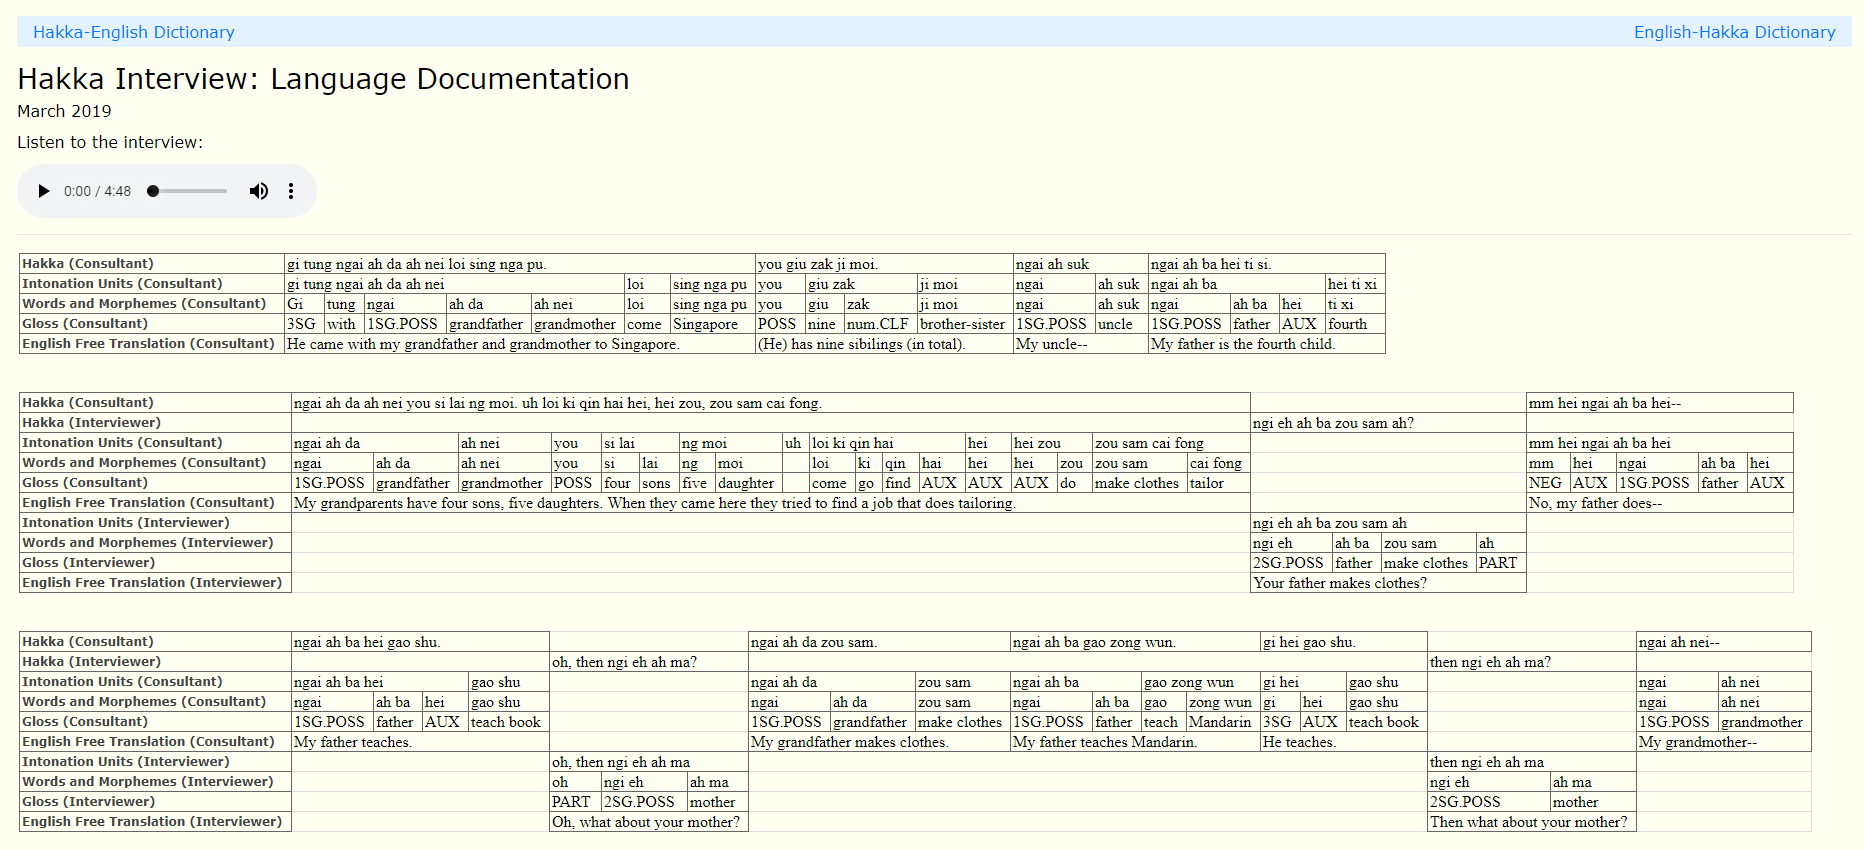 Hakka-English Dictionary English-Hakka Dictionary
Hakka Interview: Language Documentation
March 2019
Listen to the interview:
0:00 / 4:48
Hakka (Consultant) gi tung ngai ah da ah nei loi sing nga pu. you giu zak ji moi. ngai ah suk ngai ah ba hei ti si.
Intonation Units (Consultant) gi tung ngai ah da ah nei loi sing nga pu you giu zak ji moi ngai ah suk ngai ah ba hei ti xi
Words and Morphemes (Consultant) Gi tung ngai ah da ah nei loi sing nga pu you giu zak ji moi ngai ah suk ngai ah ba hei ti xi
Gloss (Consultant) 3SG with 1SG.POSS grandfather grandmother come Singapore POSS nine num.CLF brother-sister 1SG.POSS uncle 1SG.POSS father AUX fourth
English Free Translation (Consultant) He came with my grandfather and grandmother to Singapore. (He) has nine sibilings (in total). My uncle-- My father is the fourth child.
Hakka (Consultant) ngai ah da ah nei you si lai ng moi. uh loi ki qin hai hei, hei zou, zou sam cai fong. mm hei ngai ah ba hei--
Hakka (Interviewer) ngi eh ah ba zou sam ah?
Intonation Units (Consultant) ngai ah da ah nei you si lai ng moi uh loi ki qin hai hei hei zou zou sam cai fong mm hei ngai ah ba hei
Words and Morphemes (Consultant) ngai ah da ah nei you si lai ng moi loi ki qin hai hei hei zou zou sam cai fong mm hei ngai ah ba hei
Gloss (Consultant) 1SG.POSS grandfather grandmother POSS four sons five daughter come go find AUX AUX AUX do make clothes tailor NEG AUX 1SG.POSS father AUX
English Free Translation (Consultant) My grandparents have four sons, five daughters. When they came here they tried to find a job that does tailoring. No, my father does--
Intonation Units (Interviewer) ngi eh ah ba zou sam ah
Words and Morphemes (Interviewer) ngi eh ah ba zou sam ah
Gloss (Interviewer) 2SG.POSS father make clothes PART
English Free Translation (Interviewer) Your father makes clothes?
Hakka (Consultant) ngai ah ba hei gao shu. ngai ah da zou sam. ngai ah ba gao zong wun. gi hei gao shu. ngai ah nei--
Hakka (Interviewer) oh, then ngi eh ah ma? then ngi eh ah ma?
Intonation Units (Consultant) ngai ah ba hei gao shu ngai ah da zou sam ngai ah ba gao zong wun gi hei gao shu ngai ah nei
Words and Morphemes (Consultant) ngai ah ba hei gao shu ngai ah da zou sam ngai ah ba gao zong wun gi hei gao shu ngai ah nei
Gloss (Consultant) 1SG.POSS father AUX teach book 1SG.POSS grandfather make clothes 1SG.POSS father teach Mandarin 3SG AUX teach book 1SG.POSS grandmother
English Free Translation (Consultant) My father teaches. My grandfather makes clothes. My father teaches Mandarin. He teaches. My grandmother--
Intonation Units (Interviewer) oh, then ngi eh ah ma then ngi eh ah ma
Words and Morphemes (Interviewer) oh ngi eh ah ma ngi eh ah ma
Gloss (Interviewer) PART 2SG.POSS mother 2SG.POSS mother
English Free Translation (Interviewer) Oh, what about your mother? Then what about your mother?